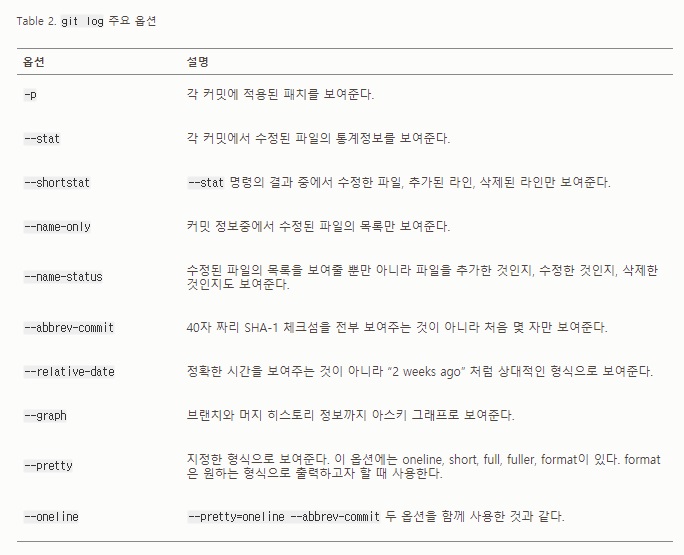 Table 2. git log 주요 옵션
옵션 설명
-p 각 커밋에 적용된 패치를 보여준다.
--stat 각 커밋에서 수정된 파일의 통계정보를 보여준다.
--shortstat --stat 명령의 결과 중에서 수정한 파일, 추가된 라인, 삭제된 라인만 보여준다.
--name-only 커밋 정보중에서 수정된 파일의 목록만 보여준다.
--name-status 수정된 파일의 목록을 보여줄 뿐만 아니라 파일을 추가한 것인지, 수정한 것인지, 삭제한
것인지도 보여준다.
--abbrev-commit 40자 짜리 SHA-1 체크섬을 전부 보여주는 것이 아니라 처음 몇 자만 보여준다.
--relative-date 정확한 시간을 보여주는 것이 아니라 “2 weeks ago” 처럼 상대적인 형식으로 보여준다.
--graph 브랜치와 머지 히스토리 정보까지 아스키 그래프로 보여준다.
--pretty 지정한 형식으로 보여준다. 이 옵션에는 oneline, short, full, fuller, format이 있다. format
은 원하는 형식으로 출력하고자 할 때 사용한다.
--oneline --pretty=oneline --abbrev-commit 두 옵션을 함께 사용한 것과 같다.